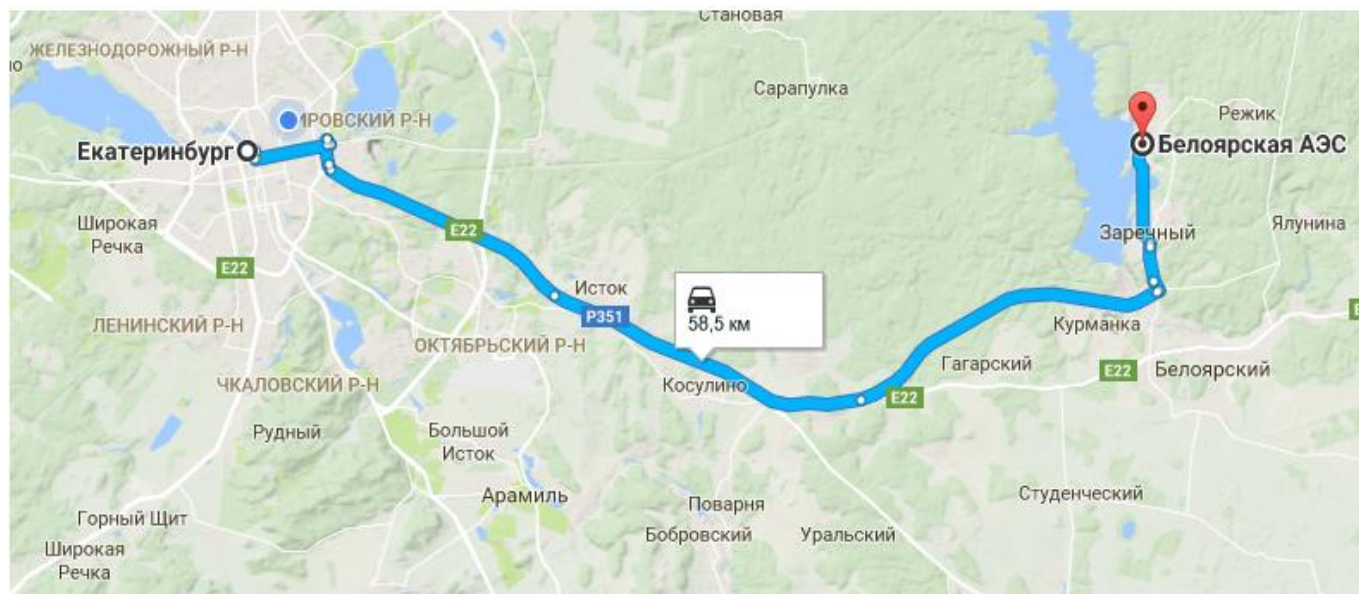 Становая
ЖЕЛЕЗНОДОРОЖНЫЙ Р-Н
но
Сарапулка
ИРОВСКИЙ Р-Н
Режик
Екатеринбург
Белоярская АЭС
Широкая
Речка
E22
Заречный
Ялунина
E22
Исток
58,5 км
P351
ЛЕНИНСКИЙ Р-Н
ОКТЯБРЬСКИЙ Р-Н
Курманка
Гагарский
E22
Белоярский
ЧКАЛОВСКИЙ Р-Н
Косулино
E22
Рудный
Большой
Исток
Арамиль
Поварня
Студенческий
Горный Щит
Бобровский
Уральский
Широкая
Речка